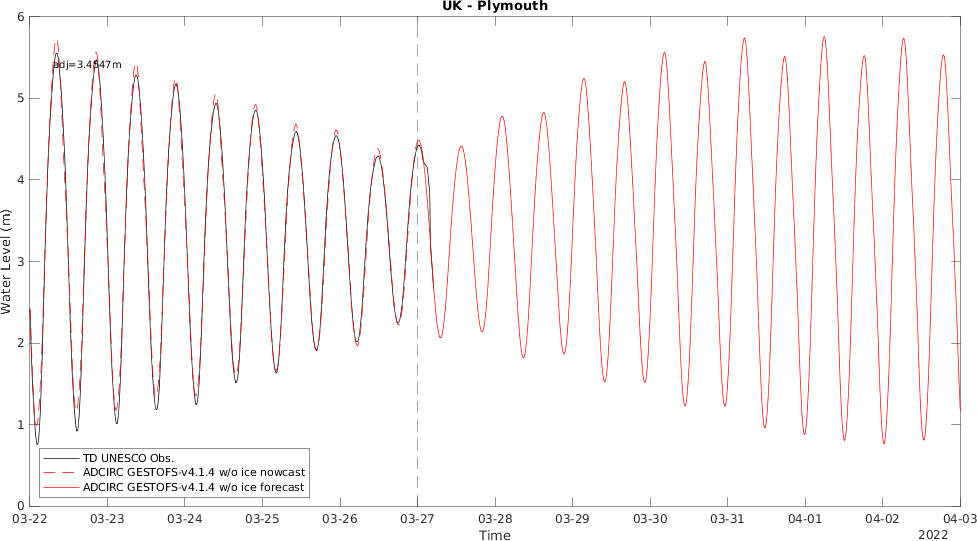 UK - Plymouth
6
5
4
3
2
1
0
Water Level (m)
adj=3.4547m
TD UNESCO Obs.
ADCIRC GESTOFS-v4.1.4 w/o ice nowcast
ADCIRC GESTOFS-v4.1.4 w/o ice forecast
03-22 03-23 03-24 03-25 03-26 03-27 03-28 03-29 03-30 03-31 04-01 04-02 04-03
Time
2022